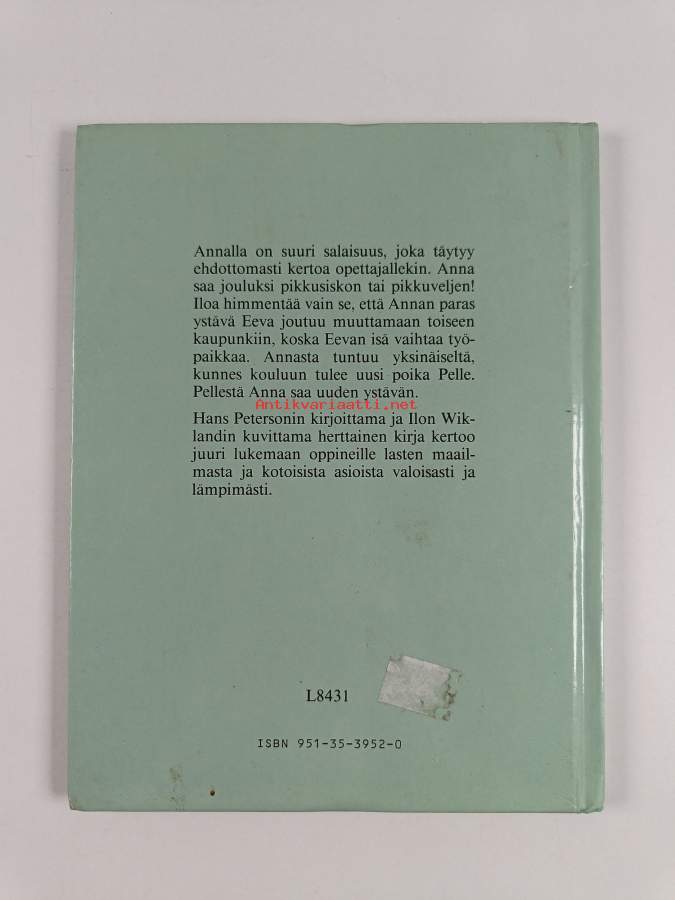 Annalla on suuri salaisuus, joka täytyy
ehdottomasti kertoa opettajallekin. Anna
saa jouluksi pikkusiskon tai pikkuveljen!
Iloa himmentää vain se, että Annan paras
ystävä Eeva joutuu muuttamaan toiseen
kaupunkiin, koska Eevan isä vaihtaa työ-
paikkaa. Annasta tuntuu yksinäiseltä,
kunnes kouluun tulee uusi poika Pelle.
Pellestä Anna saa uuden ystävän.
Antikvariaatti.net
Hans Petersonin kirjoittama ja Ilon Wik-
landin kuvittama herttainen kirja kertoo
juuri lukemaan oppineille lasten maail-
masta ja kotoisista asioista valoisasti ja
lämpimästi.
L8431
ISBN 951-35-3952-0